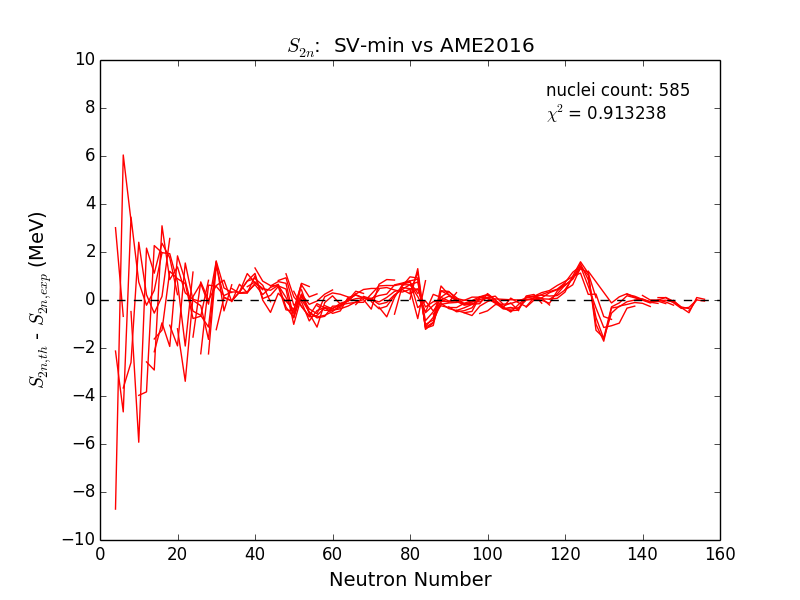 S2n: SV-min vs AME2016
nuclei count: 585
χ2 = 0.913238
10
8
6
4
2
0
−2
−4
−6
−8
−10
S2n,th - S2n,exp (MeV)
0 20 40 60 80 100 120 140 160
Neutron Number